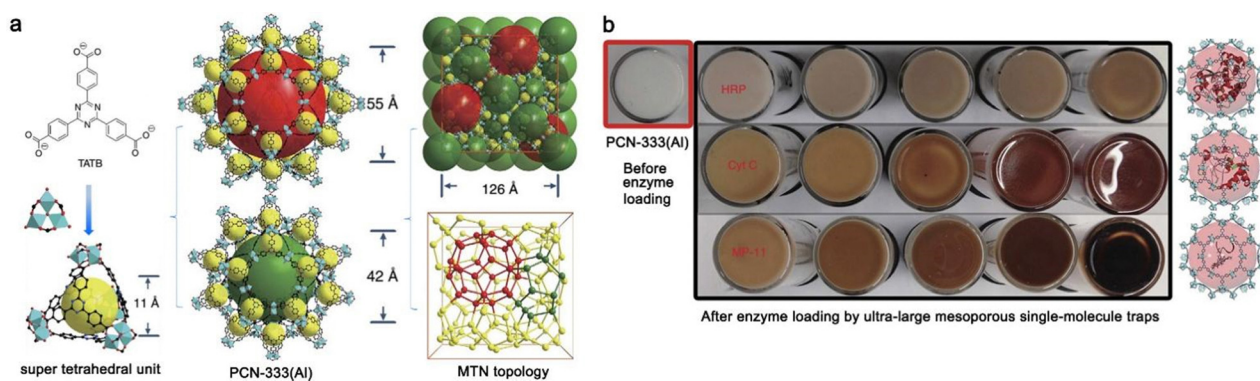 a
O
O
N
N
N
O
O
O
O
TATB
11 Å
super tetrahedral unit
55 Å
42 Å
PCN-333(Al)
126 Å
MTN topology
b
PCN-333(Al)
Before
enzyme
loading
HRP
Cyt C
MP-11
After enzyme loading by ultra-large mesoporous single-molecule traps